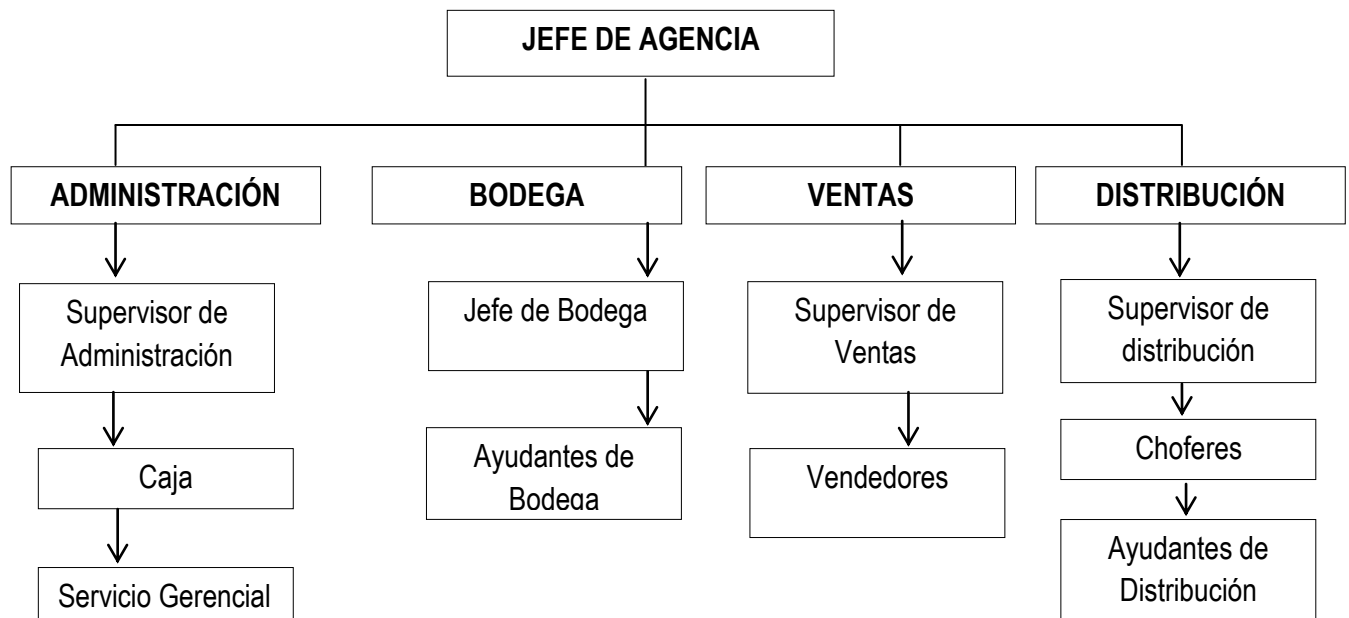 JEFE DE AGENCIA
ADMINISTRACIÓN
BODEGA
VENTAS
DISTRIBUCIÓN
Supervisor de
Administración
Jefe de Bodega
Supervisor de
Ventas
Supervisor de
distribución
Caja
Ayudantes de
Bodega
Vendedores
Choferes
Servicio Gerencial
Ayudantes de
Distribución